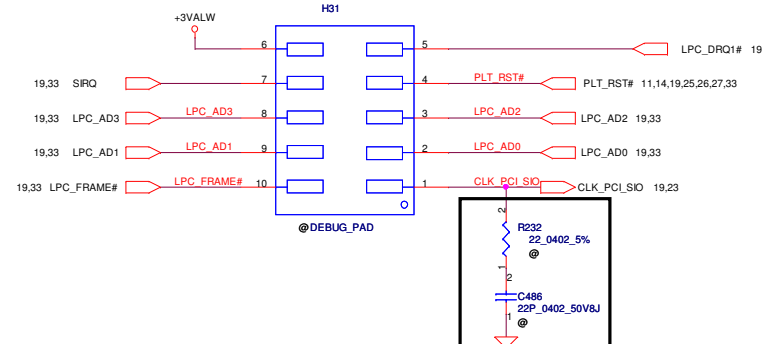 H31
+3VALW
6
5
LPC_DRQ1# 19
19,33 SIRQ
7
4
PLT_RST#
PLT_RST# 11,14,19,25,26,27,33
19,33 LPC_AD3
LPC_AD3
8
3
LPC_AD2
LPC_AD2 19,33
19,33 LPC_AD1
LPC_AD1
9
2
LPC_AD0
LPC_AD0 19,33
19,33 LPC_FRAME#
LPC_FRAME#
10
1
CLK_PCI_SIO
CLK_PCI_SIO 19,23
@DEBUG_PAD
2
R232
22_0402_5%
@
1
2
C486
22P_0402_50V8J
1
@